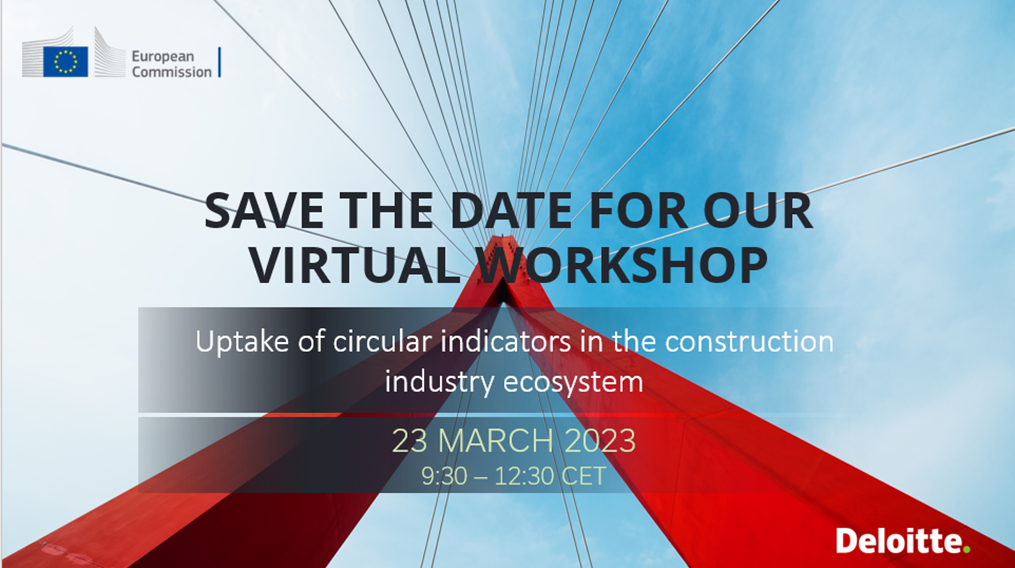 European
Commission
SAVE THE DATE FOR OUR
VIRTUAL WORKSHOP
Uptake of circular indicators in the construction
industry ecosystem
23 MARCH 2023
9:30 – 12:30 CET
Deloitte.